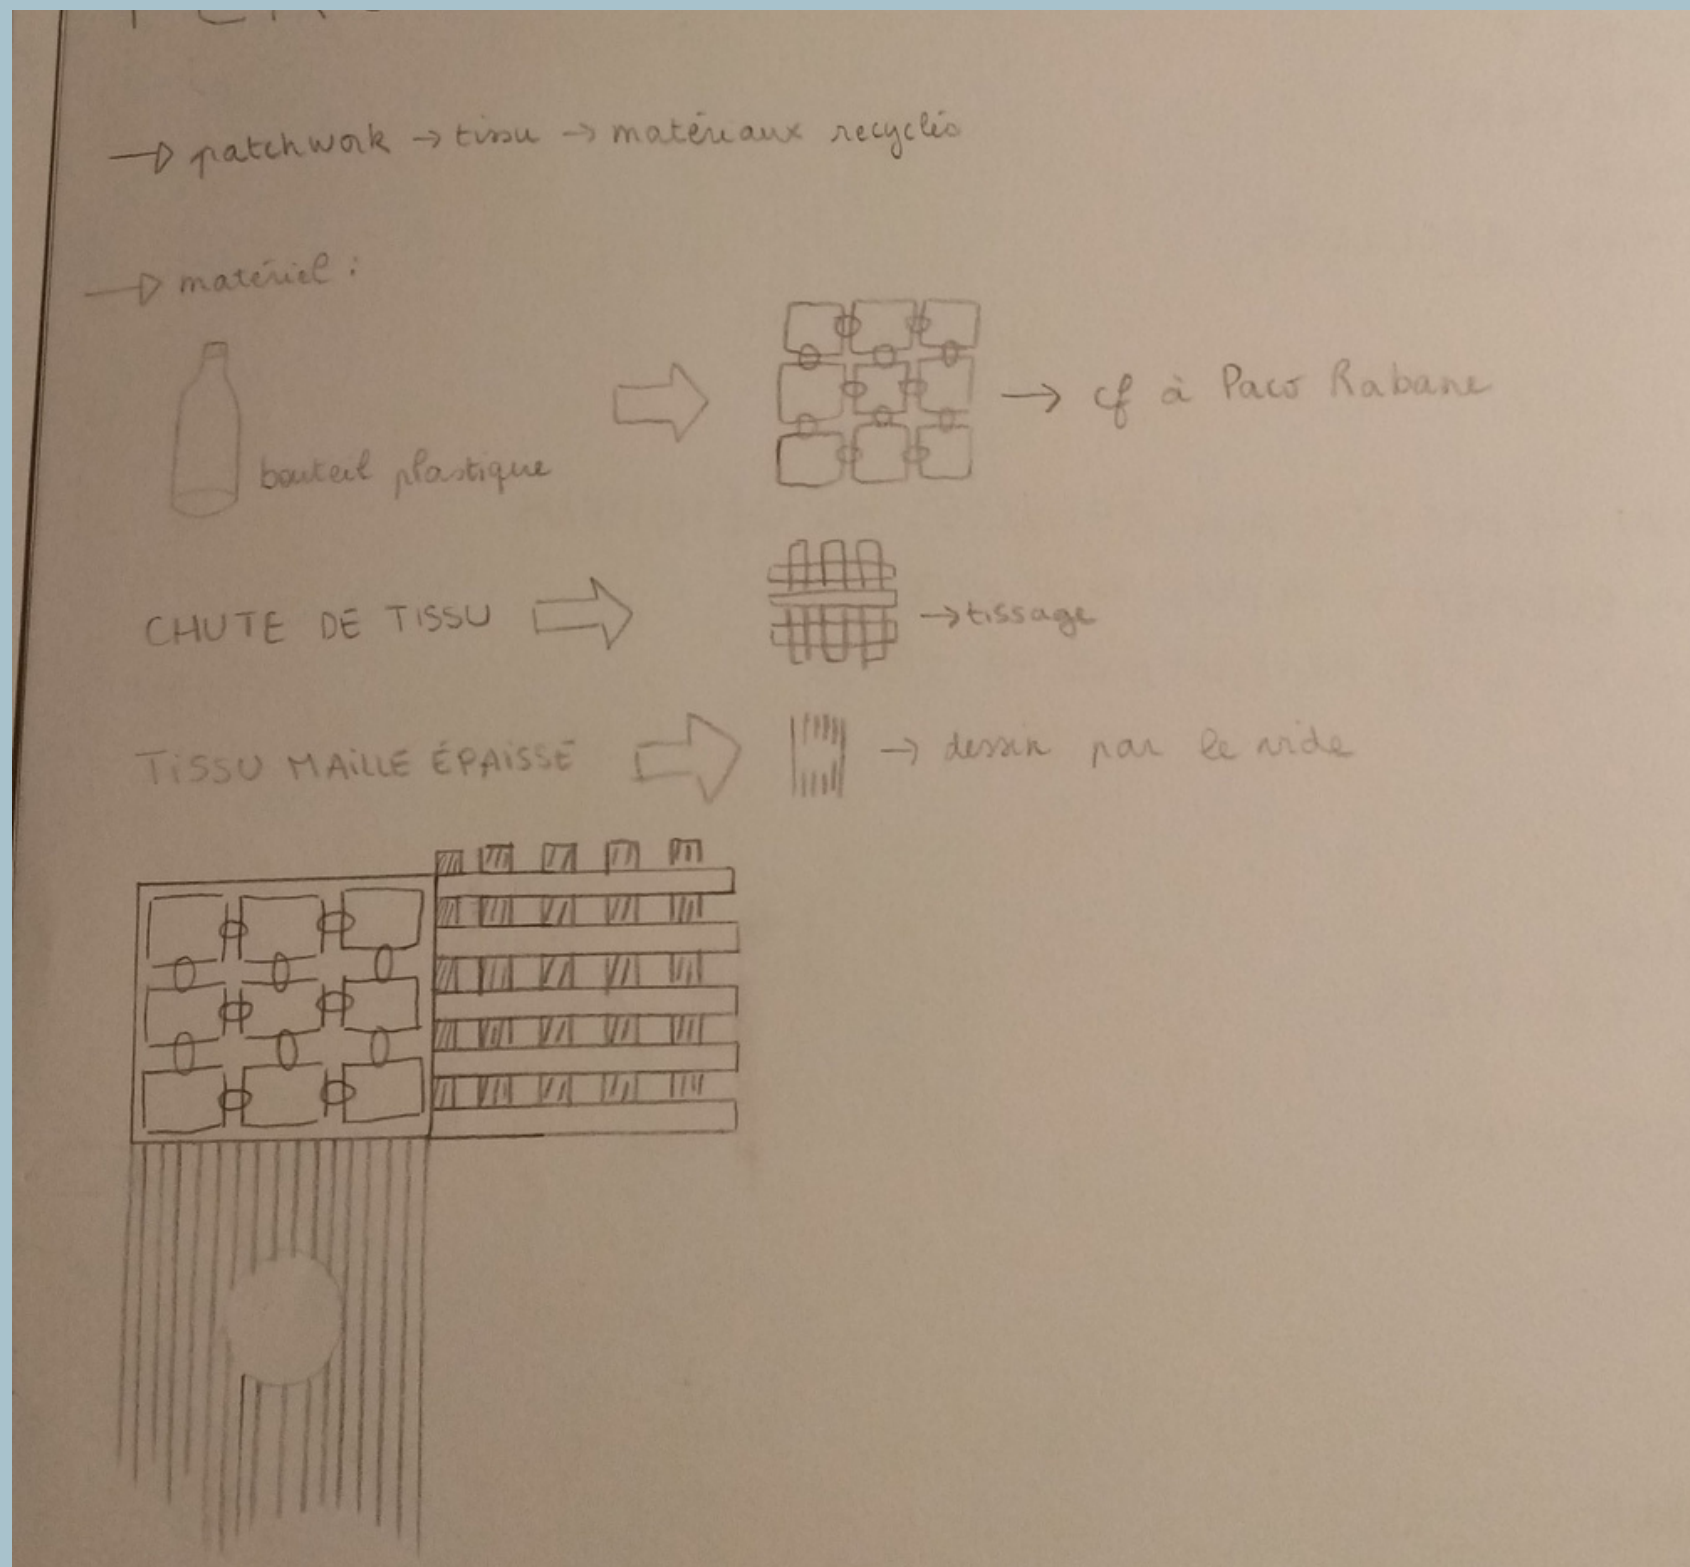 → patchwork → tissu → matériaux recyclés
→ matériel :
bouteil plastique
→ cf à Paco Rabane
CHUTE DE TISSU
→ tissage
TISSU MAILLE ÉPAISSE
→ dessin par le vide